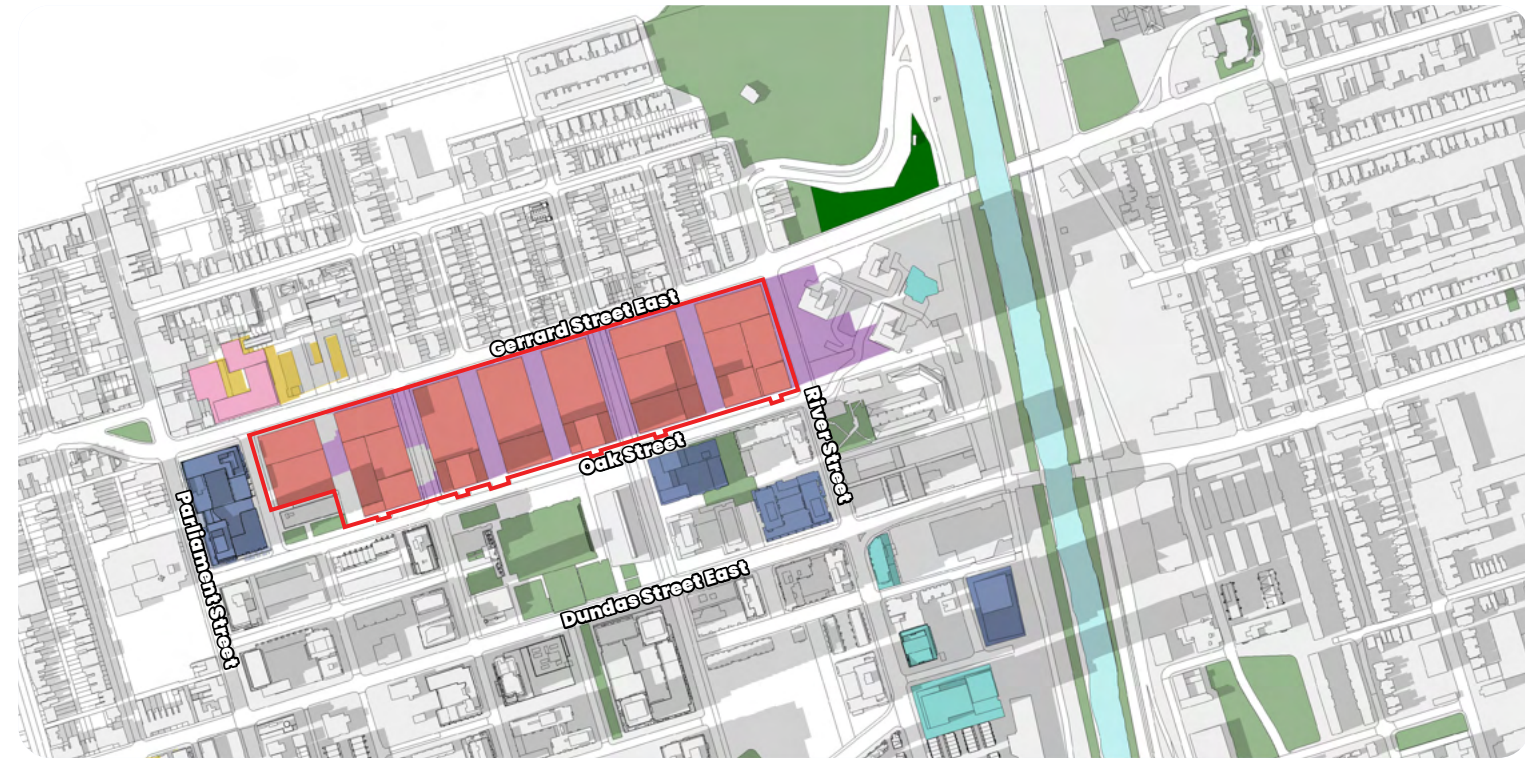 Gerrard Street East
Oak Street
River Street
Parliament Street
Dundas Street East